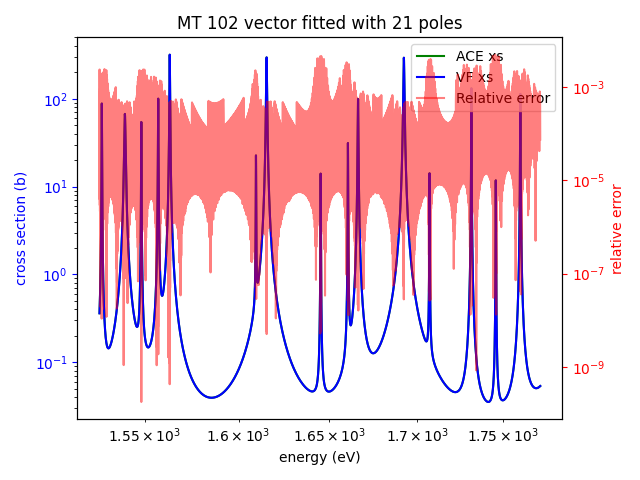 MT 102 vector fitted with 21 poles
ACE xs
VF xs
Relative error
cross section (b)
10²
10¹
10⁰
10⁻¹
10⁻³
10⁻⁵
10⁻⁷
10⁻⁹
relative error
1.55 × 10³ 1.6 × 10³ 1.65 × 10³ 1.7 × 10³ 1.75 × 10³
energy (eV)